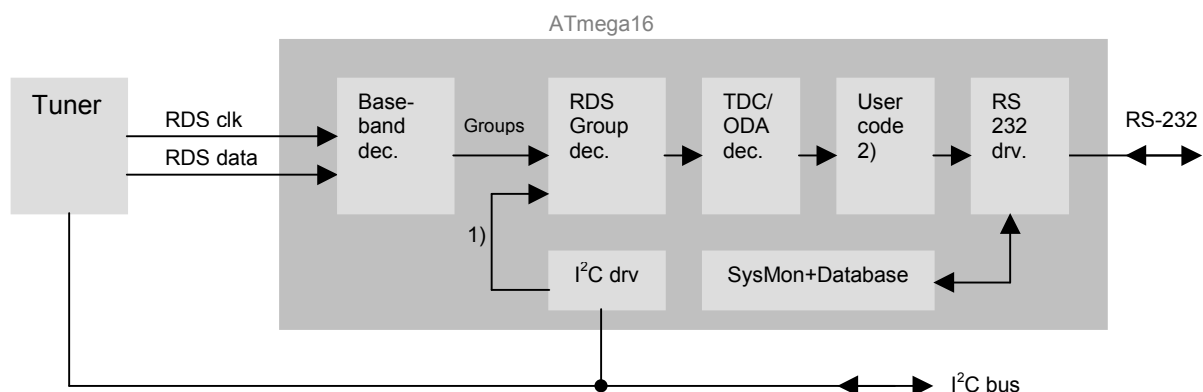 ATmega16
Tuner
RDS clk
RDS data
Base-
band
dec.
Groups
RDS
Group
dec.
TDC/
ODA
dec.
User
code
2)
RS
232
drv.
RS-232
1)
I²C drv
SysMon+Database
I²C bus